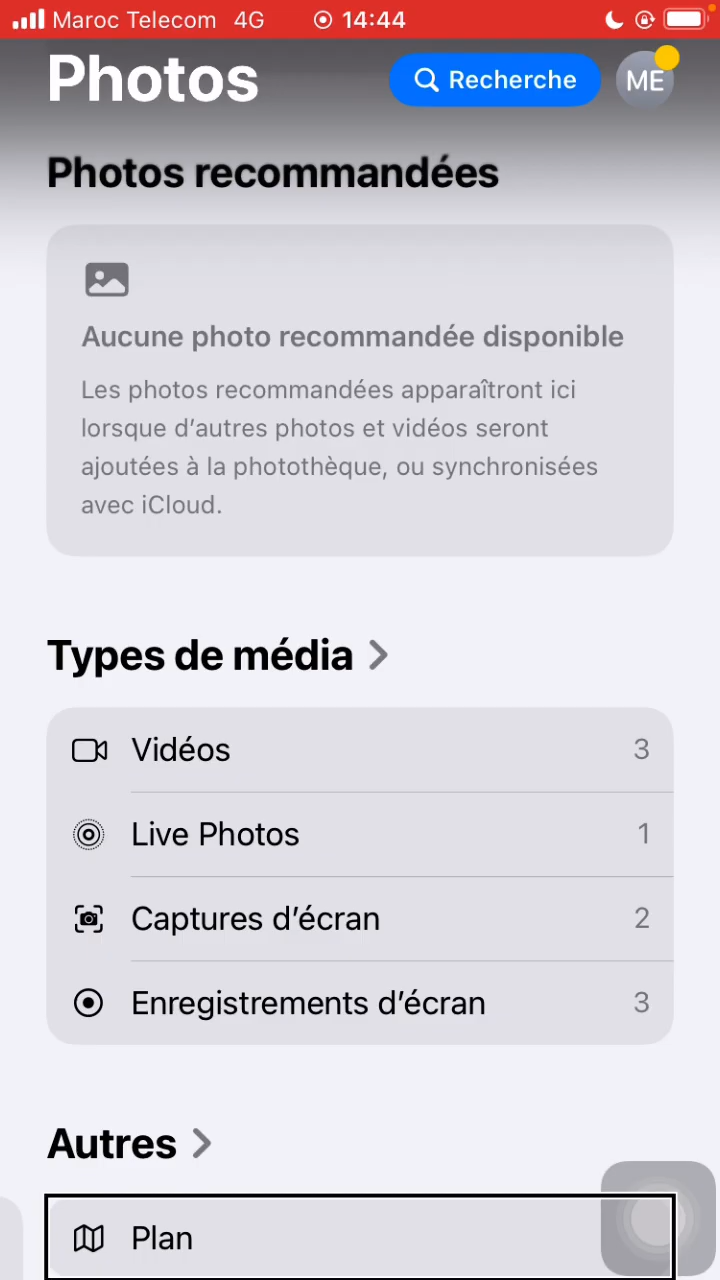 Maroc Telecom 4G 14:44
Photos
Recherche
ME
Photos recommandées
Aucune photo recommandée disponible
Les photos recommandées apparaîtront ici
lorsque d’autres photos et vidéos seront
ajoutées à la photothèque, ou synchronisées
avec iCloud.
Types de média
Vidéos 3
Live Photos 1
Captures d’écran 2
Enregistrements d’écran 3
Autres
Plan